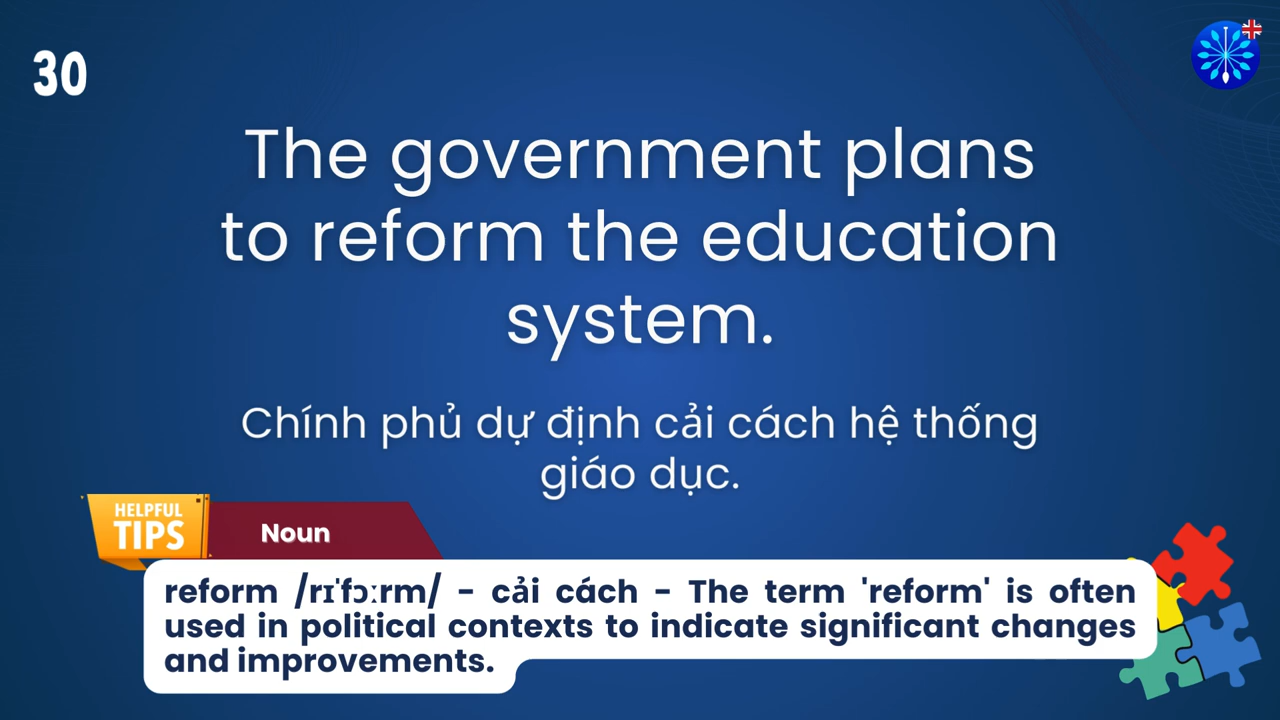 30
The government plans
to reform the education
system.
Chính phủ dự định cải cách hệ thống
giáo dục.
HELPFUL
TIPS
Noun
reform /rɪˈfɔːrm/ - cải cách - The term 'reform' is often
used in political contexts to indicate significant changes
and improvements.